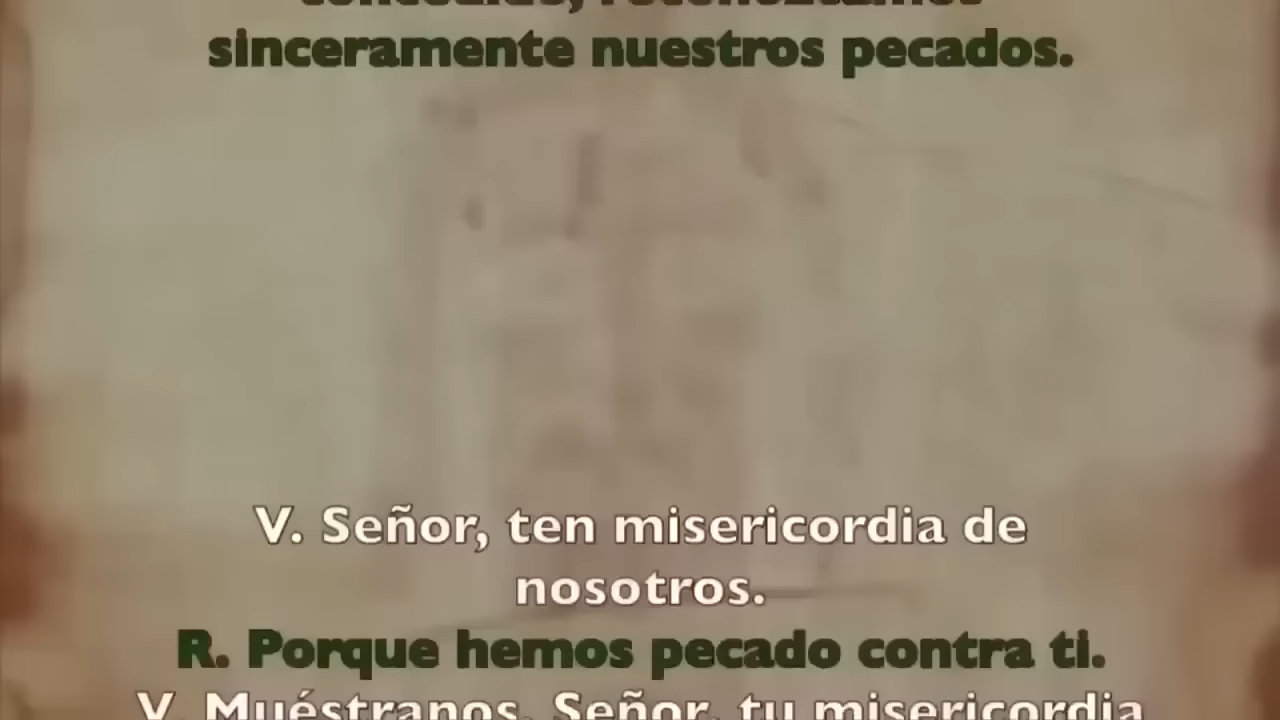 sinceramente nuestros pecados.
V. Señor, ten misericordia de
nosotros.
R. Porque hemos pecado contra ti.
V. Muéstranos, Señor, tu misericordia